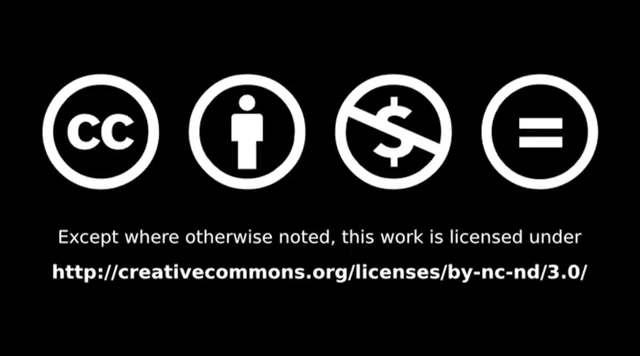 cc
$
=
Except where otherwise noted, this work is licensed under
http://creativecommons.org/licenses/by-nc-nd/3.0/